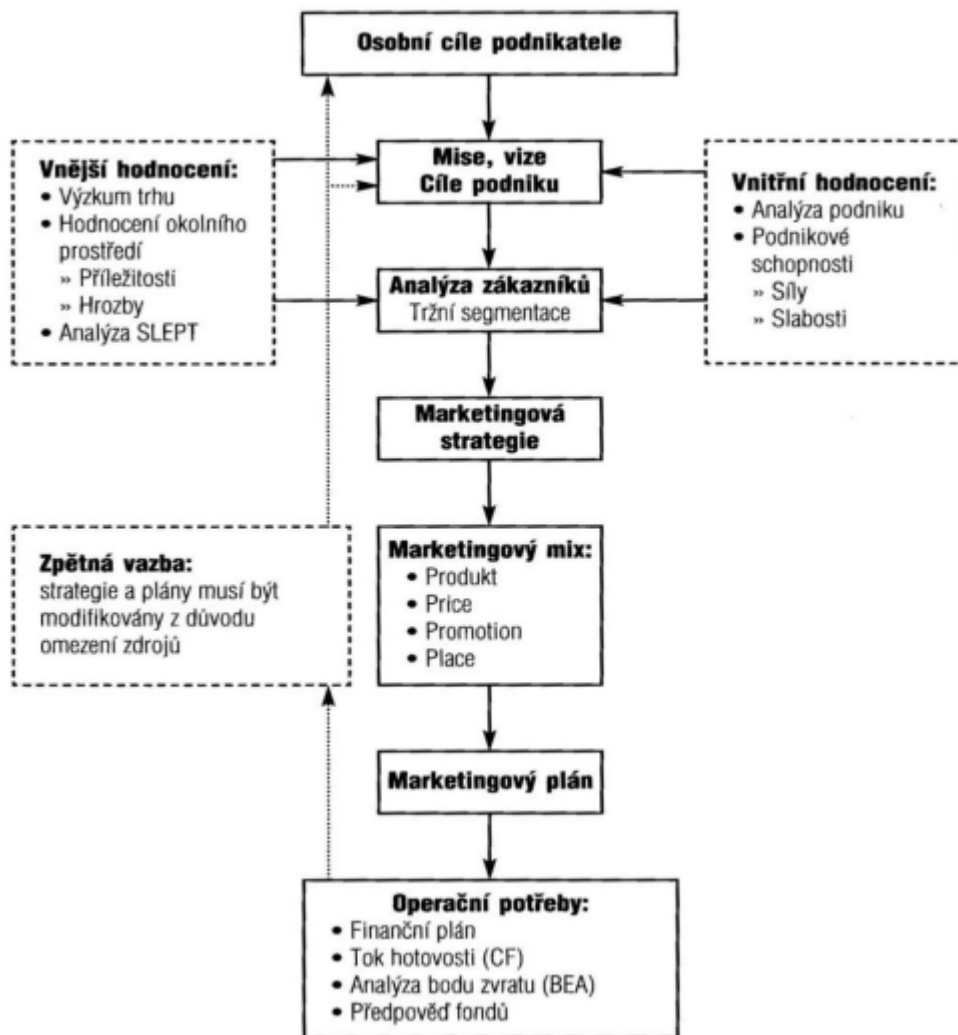 Osobní cíle podnikatele
Mise, vize
Cíle podniku
Vnější hodnocení:
• Výzkum trhu
• Hodnocení okolního
prostředí
» Příležitosti
» Hrozby
• Analýza SLEPT
Vnitřní hodnocení:
• Analýza podniku
• Podnikové
schopnosti
» Síly
» Slabosti
Analýza zákazníků
Tržní segmentace
Marketingová
strategie
Zpětná vazba:
strategie a plány musí být
modifikovány z důvodu
omezení zdrojů
Marketingový mix:
• Produkt
• Price
• Promotion
• Place
Marketingový plán
Operační potřeby:
• Finanční plán
• Tok hotovosti (CF)
• Analýza bodu zvratu (BEA)
• Předpověď fondů